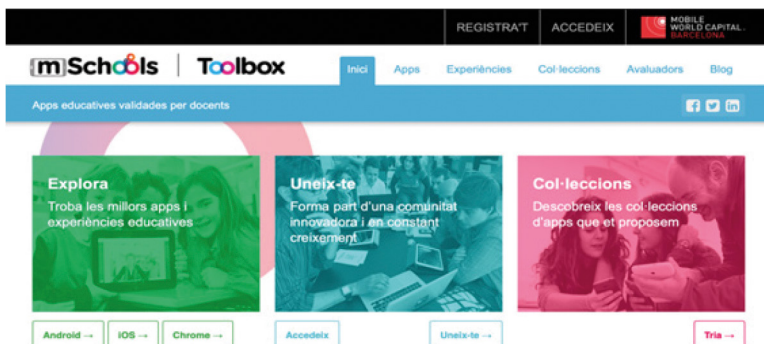 REGISTRA'T ACCEDEIX MOBILE
WORLD CAPITAL.
BARCELONA
mSchools | Toolbox Inici Apps Experiències Col·leccions Avaluadors Blog
Apps educatives validades per docents
Explora
Troba les millors apps i
experiències educatives
Uneix-te
Forma part d'una comunitat
innovadora i en constant
creixement
Col·leccions
Descobreix les col·leccions
d'apps que et proposem
Android → iOS → Chrome → Accedeix Uneix-te → Tria →